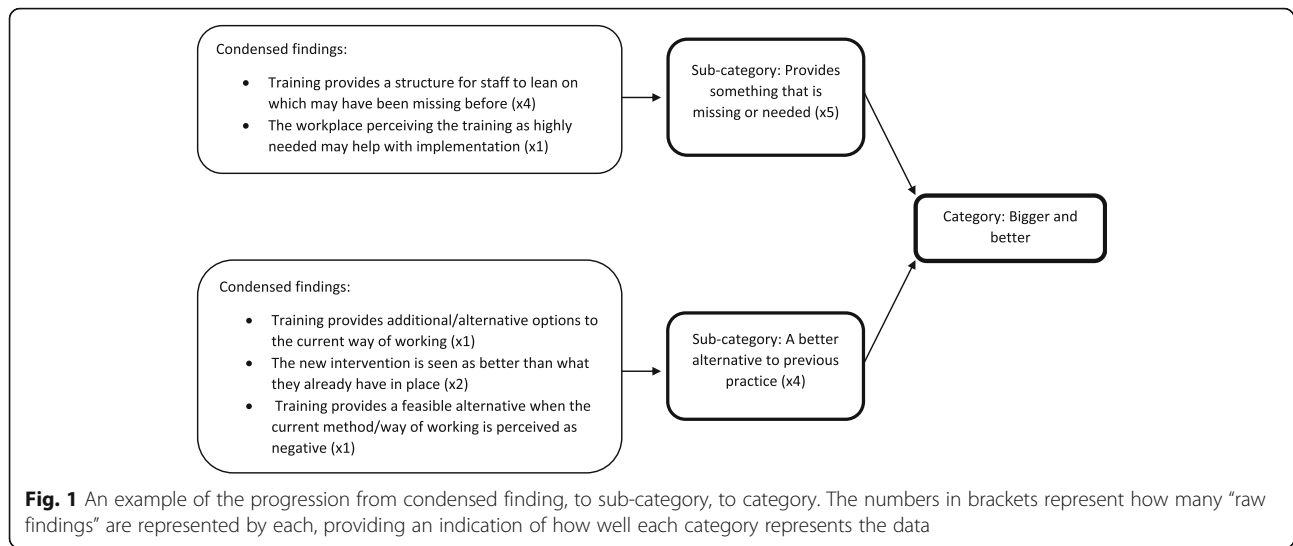 Condensed findings:
• Training provides a structure for staff to lean on
which may have been missing before (x4)
• The workplace perceiving the training as highly
needed may help with implementation (x1)
Sub-category: Provides
something that is
missing or needed (x5)
Category: Bigger and
better
Condensed findings:
• Training provides additional/alternative options to
the current way of working (x1)
• The new intervention is seen as better than what
they already have in place (x2)
• Training provides a feasible alternative when the
current method/way of working is perceived as
negative (x1)
Sub-category: A better
alternative to previous
practice (x4)
Fig. 1 An example of the progression from condensed finding, to sub-category, to category. The numbers in brackets represent how many “raw
findings” are represented by each, providing an indication of how well each category represents the data